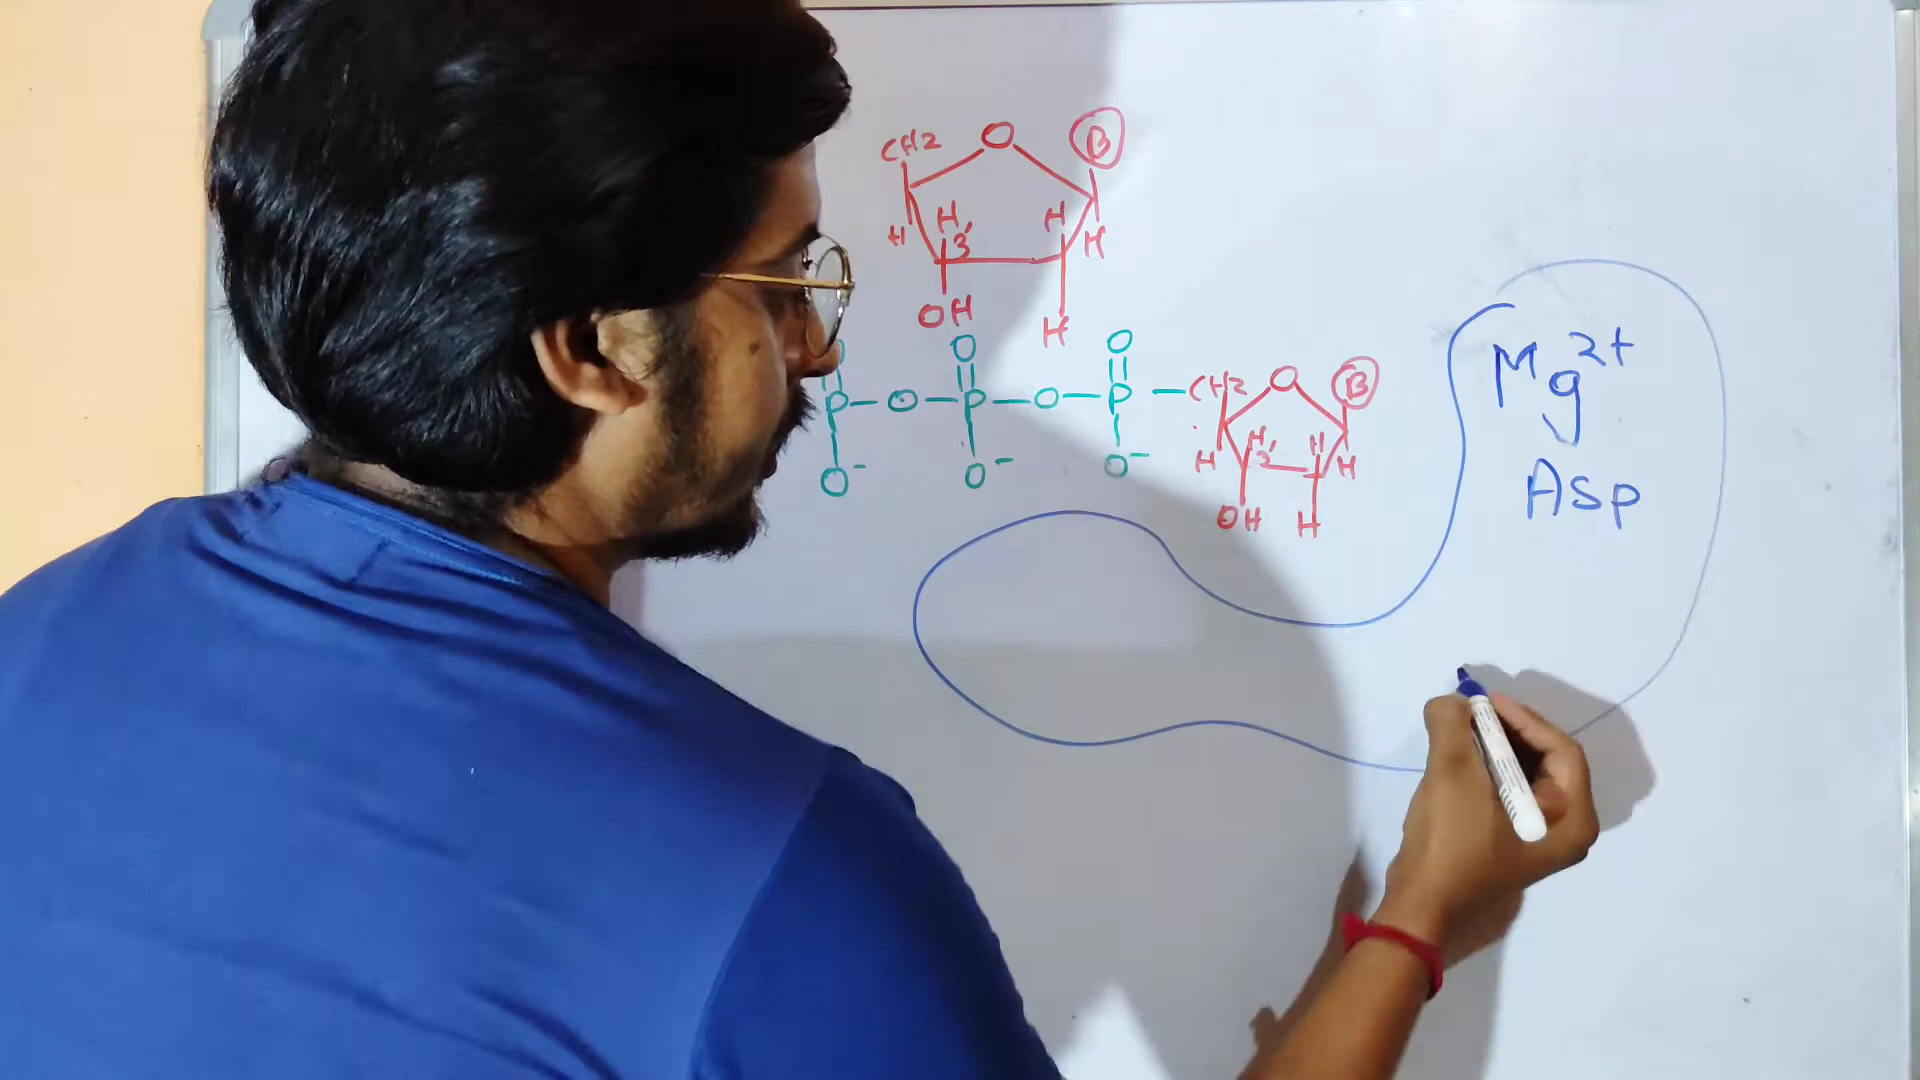 CH2 O B
H 3' H
H H
OH H
O O O
P-O-P-O-P-CH2 O B
O- O- O-
H 3' H
H H
OH H
Mg2+
Asp